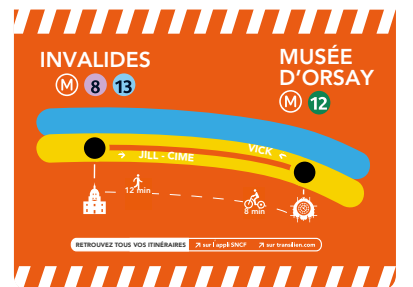 INVALIDES
M 8 13
MUSÉE
D'ORSAY
M 12
→ JILL - CIME
VICK ←
12 min
8 min
RETROUVEZ TOUS VOS ITINÉRAIRES ↗ sur l appli SNCF ↗ sur transilien.com